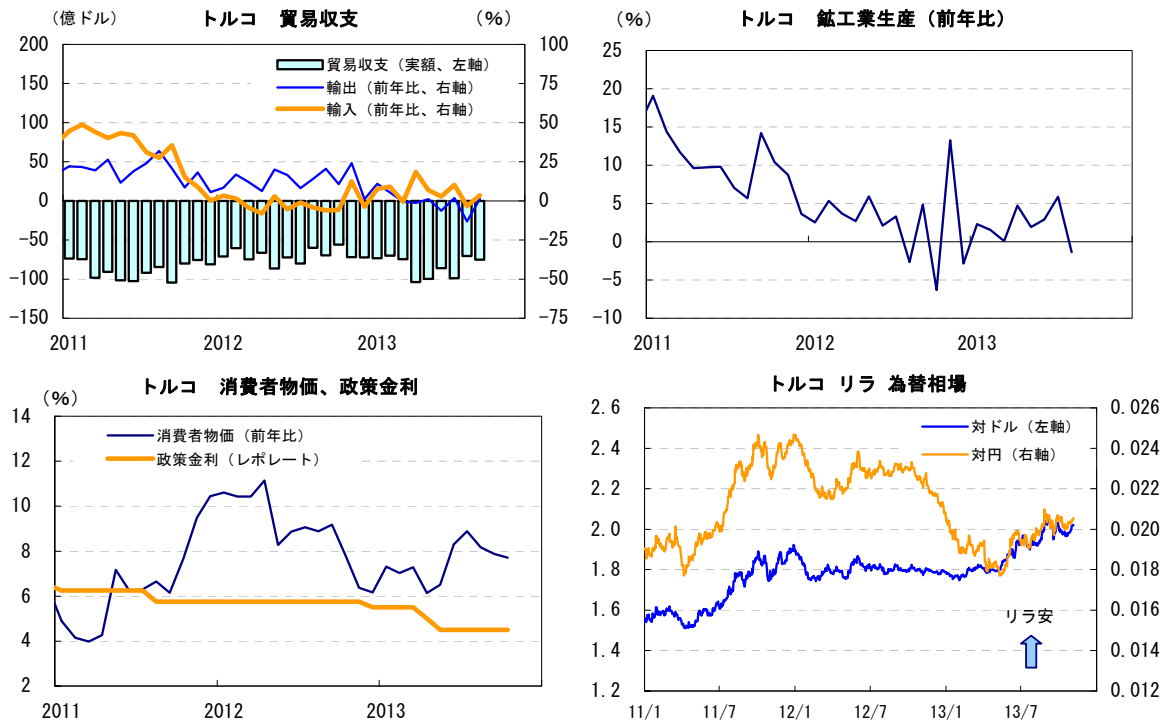 トルコ　貿易収支
（億ドル）
（%）
貿易収支（実額、左軸）
輸出（前年比、右軸）
輸入（前年比、右軸）
200
150
100
50
0
-50
-100
-150
100
75
50
25
0
-25
-50
-75
2011 2012 2013
トルコ　鉱工業生産（前年比）
（%）
25
20
15
10
5
0
-5
-10
2011 2012 2013
トルコ　消費者物価、政策金利
（%）
消費者物価（前年比）
政策金利（レポレート）
14
12
10
8
6
4
2
2011 2012 2013
トルコ リラ 為替相場
対ドル（左軸）
対円（右軸）
2.6
2.4
2.2
2.0
1.8
1.6
1.4
1.2
0.026
0.024
0.022
0.020
0.018
0.016
0.014
0.012
リラ安
11/1 11/7 12/1 12/7 13/1 13/7